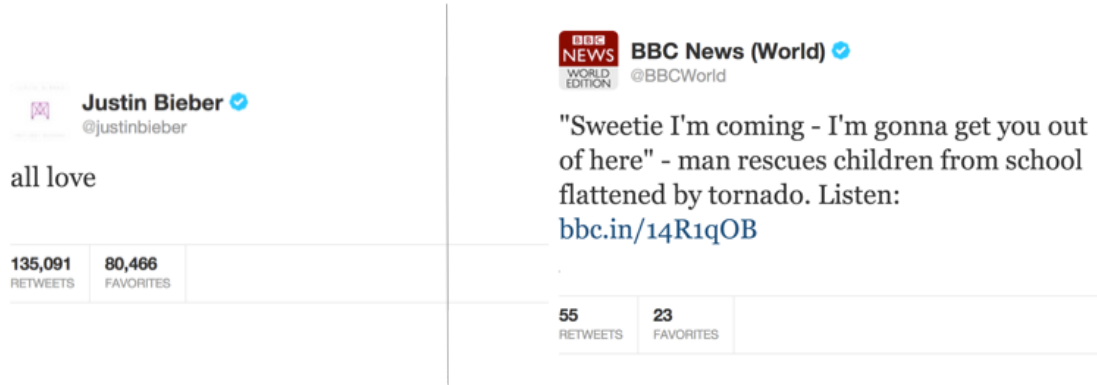 Justin Bieber
@justinbieber
all love
135,091 80,466
RETWEETS FAVORITES
BBC
NEWS
WORLD
EDITION
BBC News (World)
@BBCWorld
"Sweetie I'm coming - I'm gonna get you out
of here" - man rescues children from school
flattened by tornado. Listen:
bbc.in/14R1qOB
55 23
RETWEETS FAVORITES